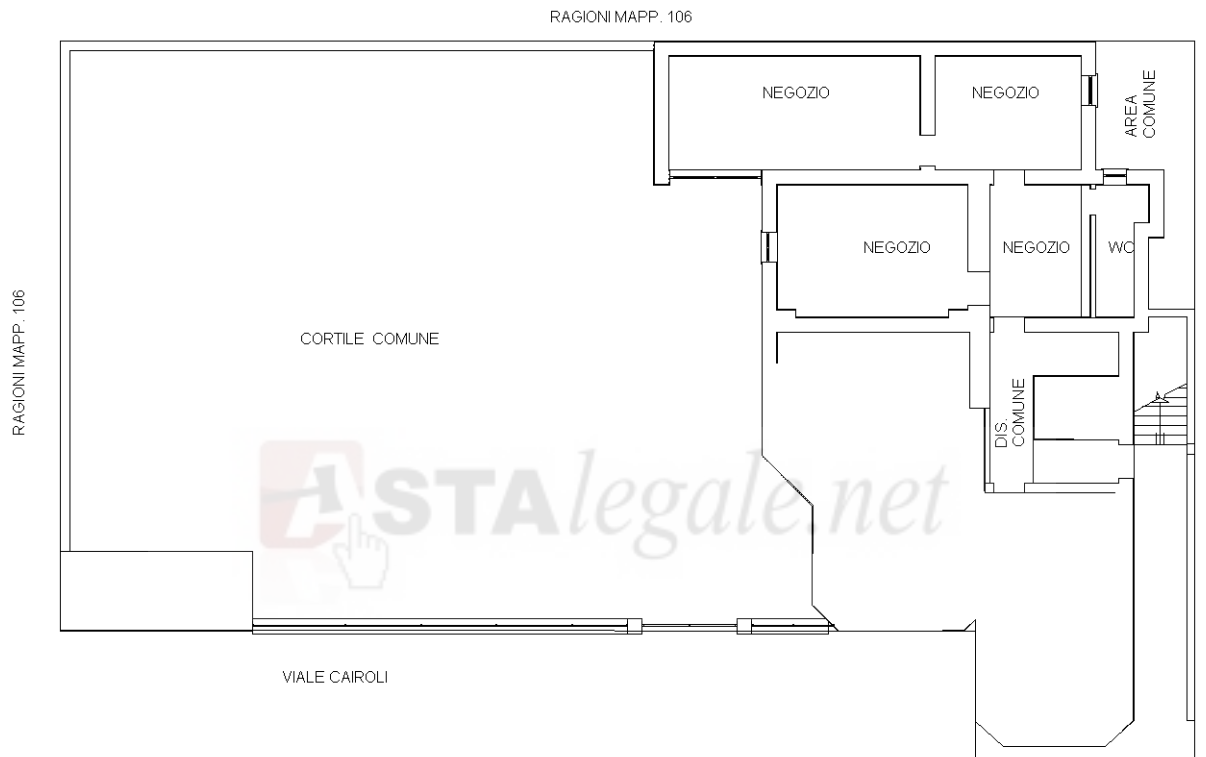 RAGIONI MAPP. 106
NEGOZIO
NEGOZIO
AREA
COMUNE
NEGOZIO
NEGOZIO
WC
RAGIONI MAPP. 106
CORTILE COMUNE
DIS.
COMUNE
ASTAlegale.net
VIALE CAIROLI